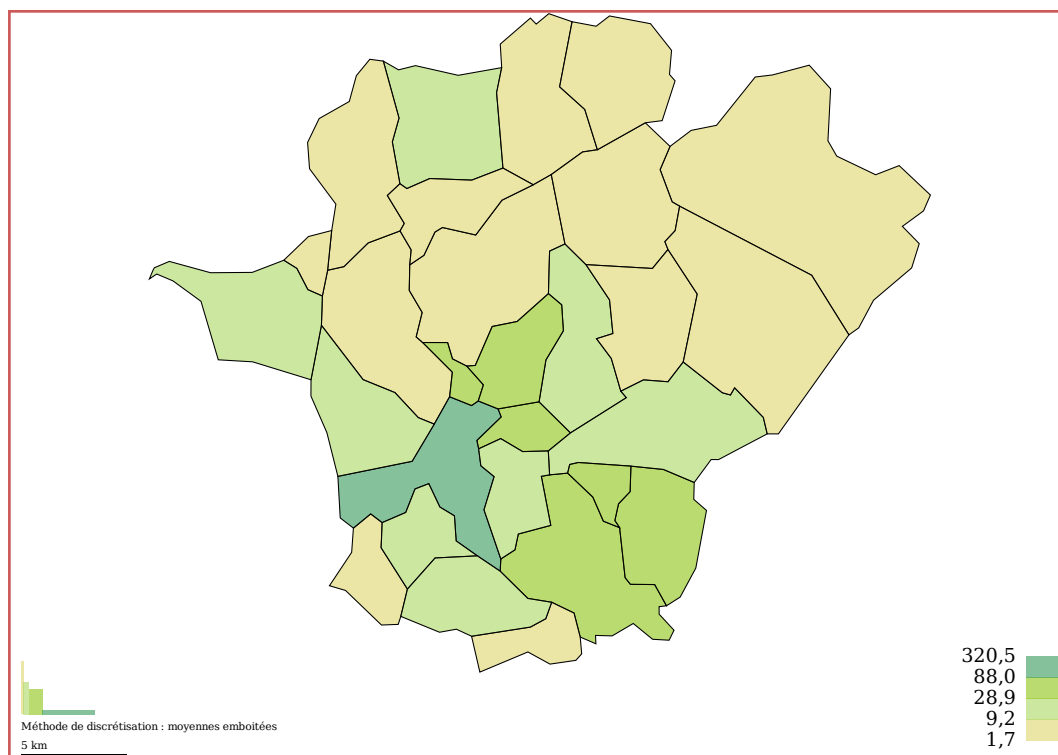 320,5
88,0
28,9
9,2
1,7
Méthode de discrétisation : moyennes emboitées
5 km